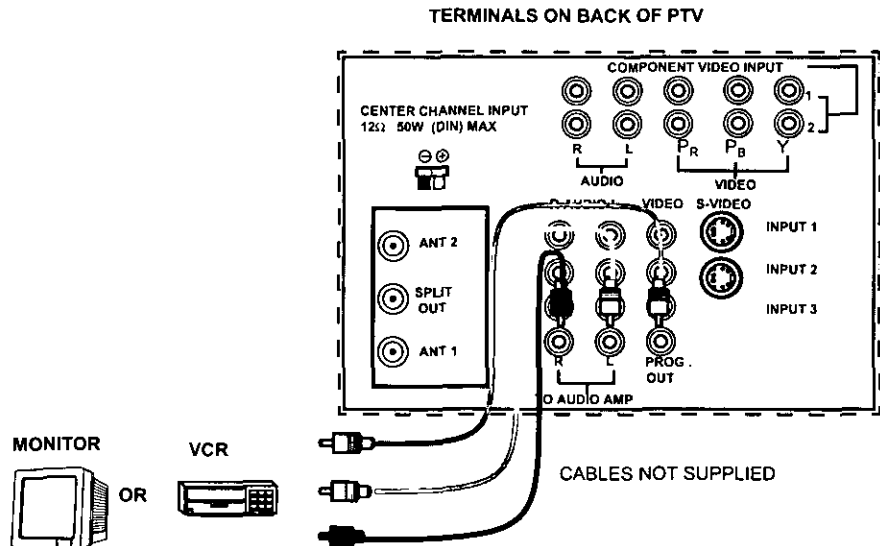 TERMINALS ON BACK OF PTV
COMPONENT VIDEO INPUT
1
2
CENTER CHANNEL INPUT
12Ω 50W (DIN) MAX
⊖ ⊕
R L PR PB Y
AUDIO
VIDEO
VIDEO S-VIDEO
ANT 2
SPLIT
OUT
ANT 1
INPUT 1
INPUT 2
INPUT 3
R L PROG.
OUT
O AUDIO AMP
MONITOR
OR
VCR
CABLES NOT SUPPLIED